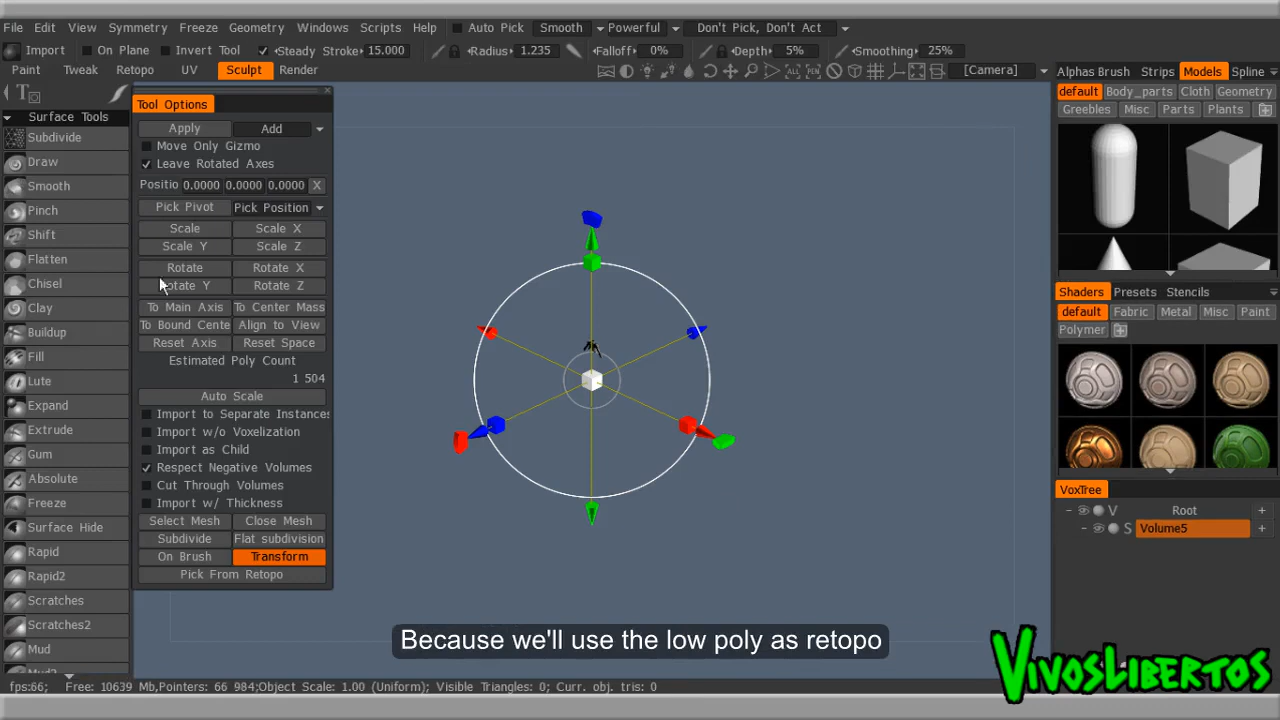 File Edit View Symmetry Freeze Geometry Windows Scripts Help Auto Pick Smooth Powerful Don't Pick, Don't Act
Import On Plane Invert Tool Steady Stroke 15.000 Radius 1.235 Falloff 0% Depth 5% Smoothing 25%
Paint Tweak Retopo UV Sculpt Render ALL PEN [Camera]
Surface Tools
Subdivide
Draw
Smooth
Pinch
Shift
Flatten
Chisel
Clay
Buildup
Fill
Lute
Expand
Extrude
Gum
Absolute
Freeze
Surface Hide
Rapid
Rapid2
Scratches
Scratches2
Mud
Mud2
Tool Options
Apply Add
Move Only Gizmo
Leave Rotated Axes
Positio 0.0000 0.0000 0.0000 X
Pick Pivot Pick Position
Scale Scale X
Scale Y Scale Z
Rotate Rotate X
otate Y Rotate Z
To Main Axis To Center Mass
To Bound Cente Align to View
Reset Axis Reset Space
Estimated Poly Count
1 504
Auto Scale
Import to Separate Instances
Import w/o Voxelization
Import as Child
Respect Negative Volumes
Cut Through Volumes
Import w/ Thickness
Select Mesh Close Mesh
Subdivide Flat subdivision
On Brush Transform
Pick From Retopo
Alphas Brush Strips Models Spline
default Body_parts Cloth Geometry
Greebles Misc Parts Plants
Shaders Presets Stencils
default Fabric Metal Misc Paint
Polymer
VoxTree
V Root +
S Volume5 +
Because we'll use the low poly as retopo
VivosLibertos
fps:66; Free: 10639 Mb,Pointers: 66 984;Object Scale: 1.00 (Uniform); Visible Triangles: 0; Curr. obj. tris: 0